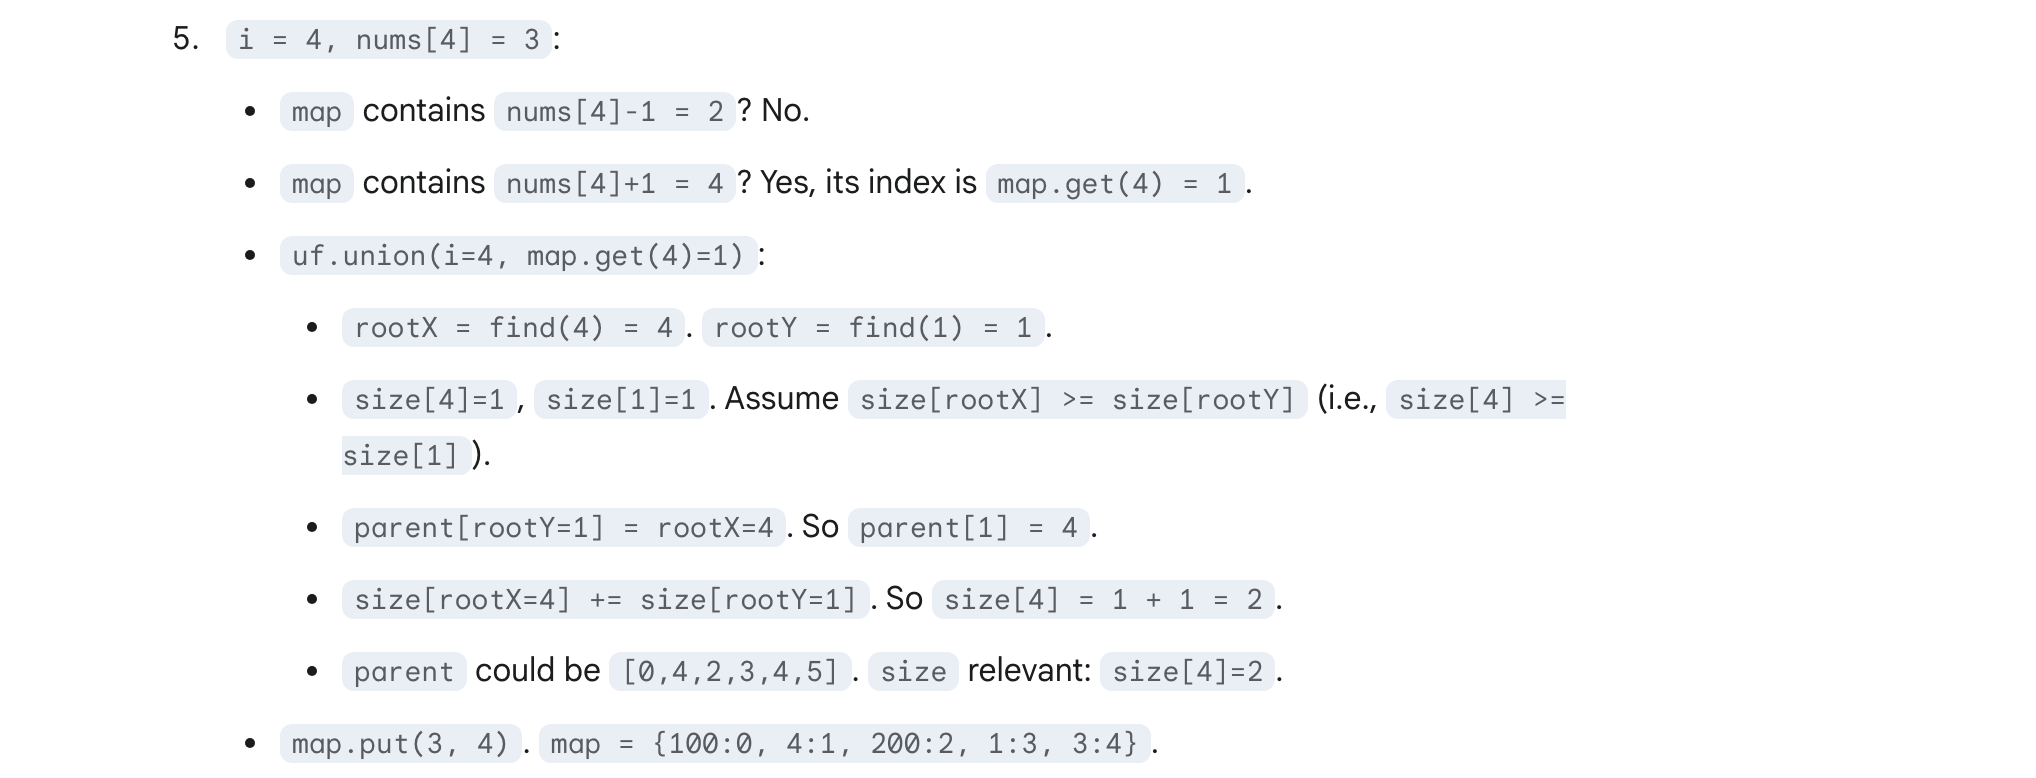 5. i = 4, nums[4] = 3:
• map contains nums[4]-1 = 2? No.
• map contains nums[4]+1 = 4? Yes, its index is map.get(4) = 1.
• uf.union(i=4, map.get(4)=1):
• rootX = find(4) = 4. rootY = find(1) = 1.
• size[4]=1, size[1]=1. Assume size[rootX] >= size[rootY] (i.e., size[4] >=
size[1]).
• parent[rootY=1] = rootX=4. So parent[1] = 4.
• size[rootX=4] += size[rootY=1]. So size[4] = 1 + 1 = 2.
• parent could be [0,4,2,3,4,5]. size relevant: size[4]=2.
• map.put(3, 4). map = {100:0, 4:1, 200:2, 1:3, 3:4}.